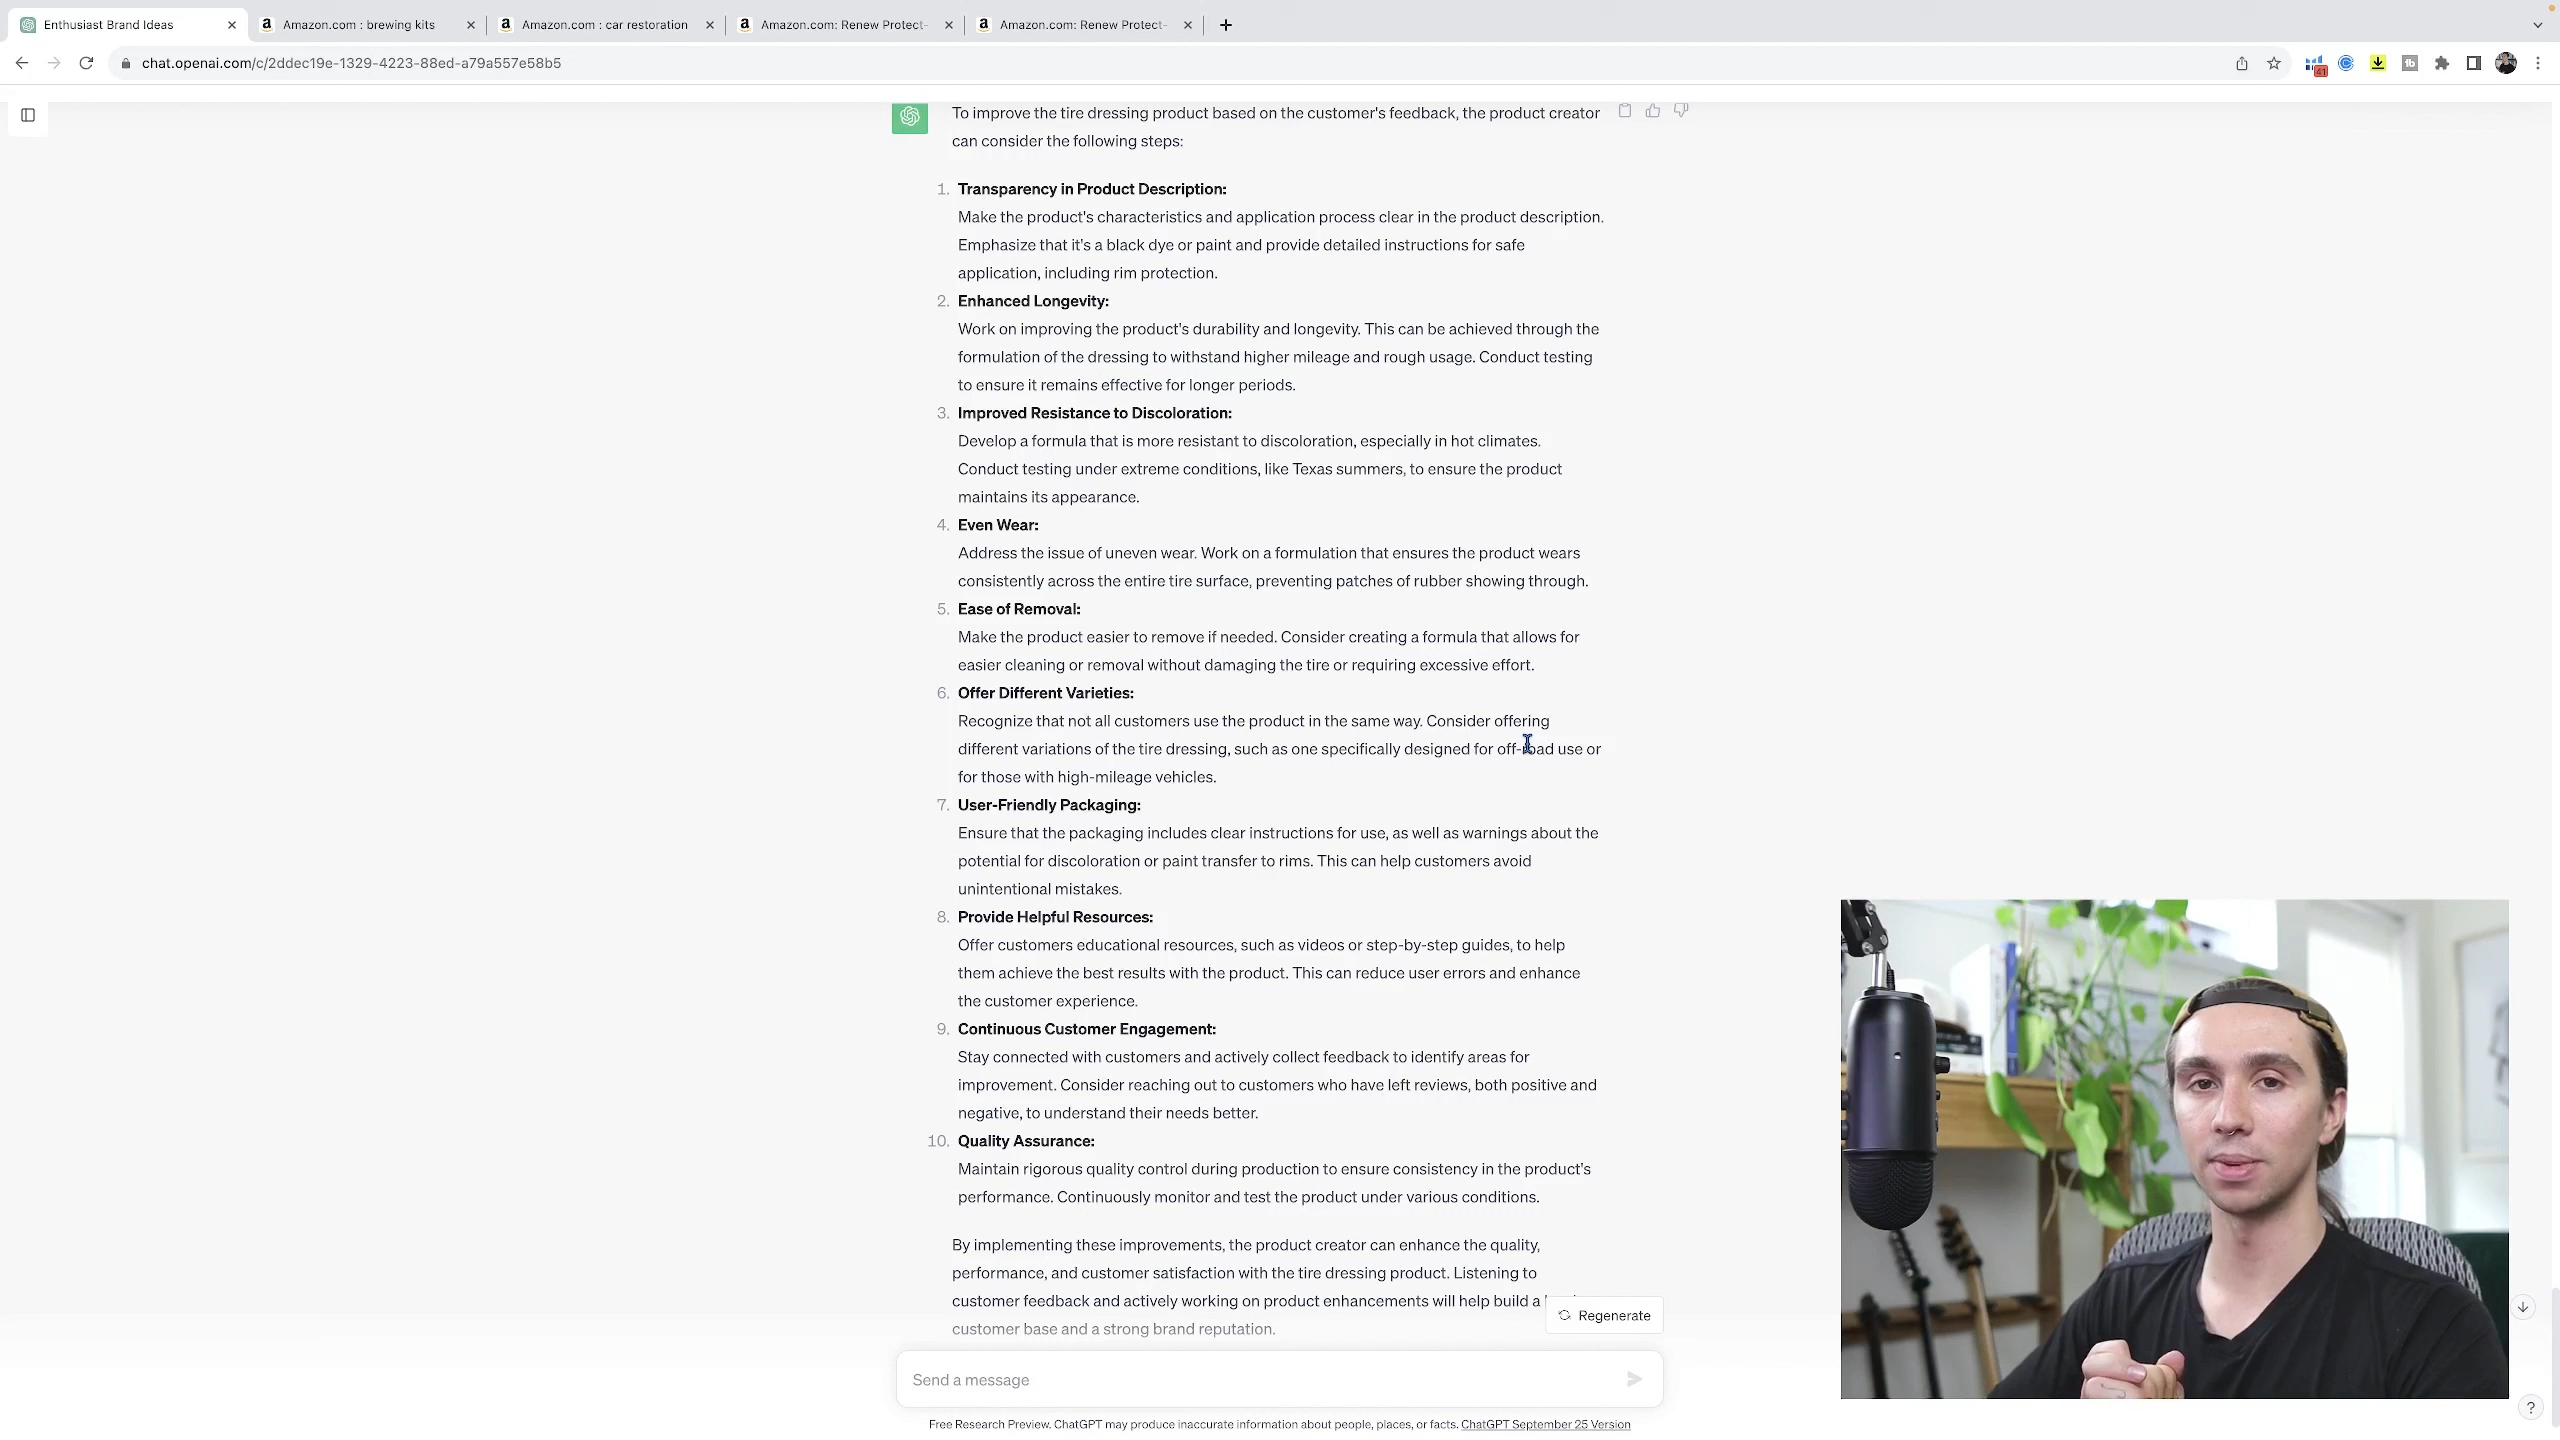 Enthusiast Brand Ideas
Amazon.com : brewing kits
Amazon.com : car restoration
Amazon.com: Renew Protect-
Amazon.com: Renew Protect-
chat.openai.com/c/2ddec19e-1329-4223-88ed-a79a557e58b5
41
To improve the tire dressing product based on the customer's feedback, the product creator
can consider the following steps:
1. Transparency in Product Description:
Make the product's characteristics and application process clear in the product description.
Emphasize that it's a black dye or paint and provide detailed instructions for safe
application, including rim protection.
2. Enhanced Longevity:
Work on improving the product's durability and longevity. This can be achieved through the
formulation of the dressing to withstand higher mileage and rough usage. Conduct testing
to ensure it remains effective for longer periods.
3. Improved Resistance to Discoloration:
Develop a formula that is more resistant to discoloration, especially in hot climates.
Conduct testing under extreme conditions, like Texas summers, to ensure the product
maintains its appearance.
4. Even Wear:
Address the issue of uneven wear. Work on a formulation that ensures the product wears
consistently across the entire tire surface, preventing patches of rubber showing through.
5. Ease of Removal:
Make the product easier to remove if needed. Consider creating a formula that allows for
easier cleaning or removal without damaging the tire or requiring excessive effort.
6. Offer Different Varieties:
Recognize that not all customers use the product in the same way. Consider offering
different variations of the tire dressing, such as one specifically designed for off-road use or
for those with high-mileage vehicles.
7. User-Friendly Packaging:
Ensure that the packaging includes clear instructions for use, as well as warnings about the
potential for discoloration or paint transfer to rims. This can help customers avoid
unintentional mistakes.
8. Provide Helpful Resources:
Offer customers educational resources, such as videos or step-by-step guides, to help
them achieve the best results with the product. This can reduce user errors and enhance
the customer experience.
9. Continuous Customer Engagement:
Stay connected with customers and actively collect feedback to identify areas for
improvement. Consider reaching out to customers who have left reviews, both positive and
negative, to understand their needs better.
10. Quality Assurance:
Maintain rigorous quality control during production to ensure consistency in the product's
performance. Continuously monitor and test the product under various conditions.
By implementing these improvements, the product creator can enhance the quality,
performance, and customer satisfaction with the tire dressing product. Listening to
customer feedback and actively working on product enhancements will help build a
customer base and a strong brand reputation.
Regenerate
Send a message
Free Research Preview. ChatGPT may produce inaccurate information about people, places, or facts. ChatGPT September 25 Version
?